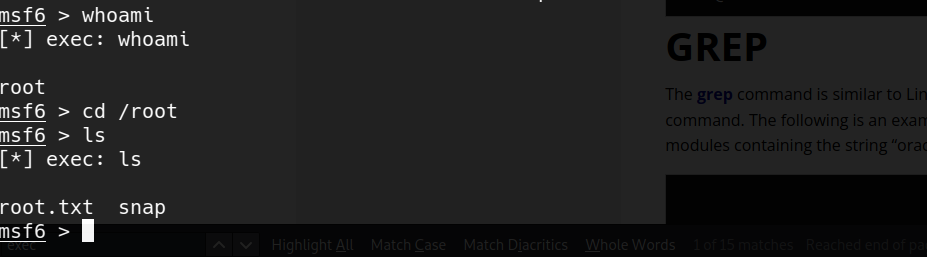 msf6 > whoami
[*] exec: whoami
root
msf6 > cd /root
msf6 > ls
[*] exec: ls
root.txt snap
msf6 >
GREP
The grep command is similar to Lin
command. The following is an exam
modules containing the string “orac
exec
Highlight All Match Case Match Diacritics Whole Words 1 of 15 matches Reached end of pa